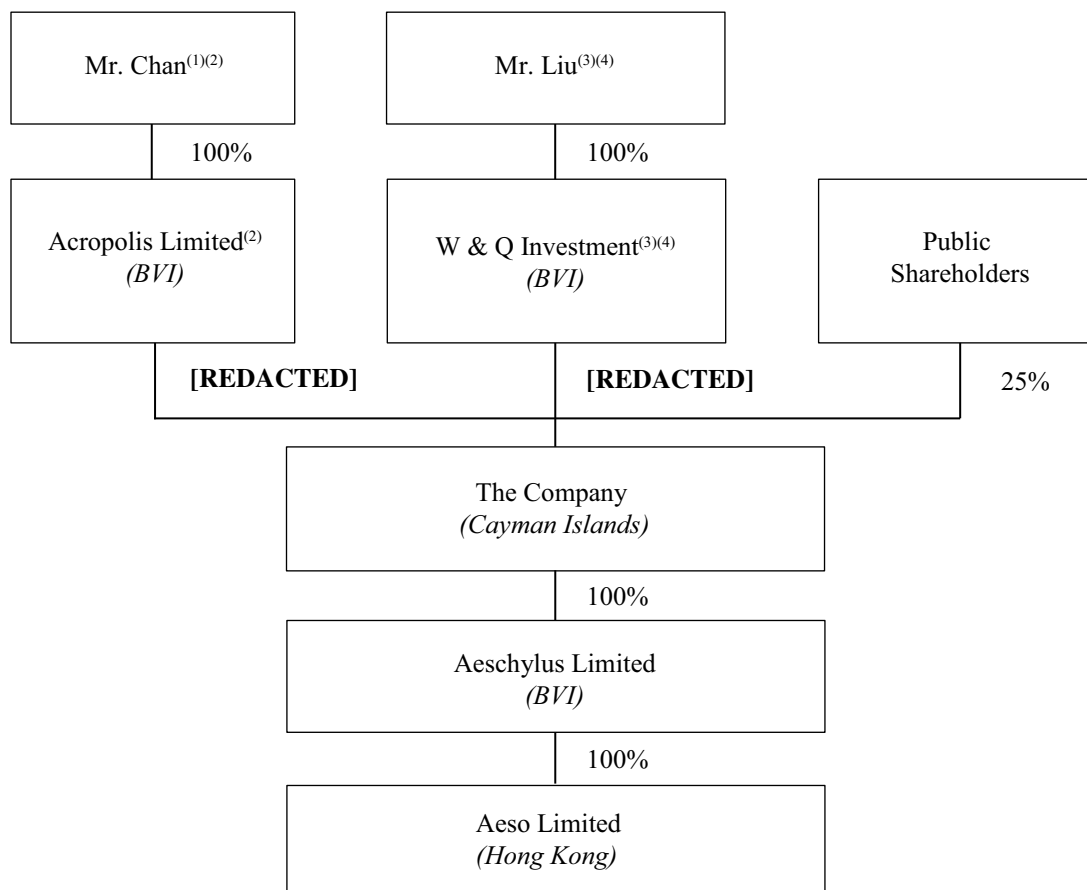 Mr. Chan(1)(2)
Mr. Liu(3)(4)
100%
100%
Acropolis Limited(2)
(BVI)
W & Q Investment(3)(4)
(BVI)
Public
Shareholders
[REDACTED]
[REDACTED]
25%
The Company
(Cayman Islands)
100%
Aeschylus Limited
(BVI)
100%
Aeso Limited
(Hong Kong)